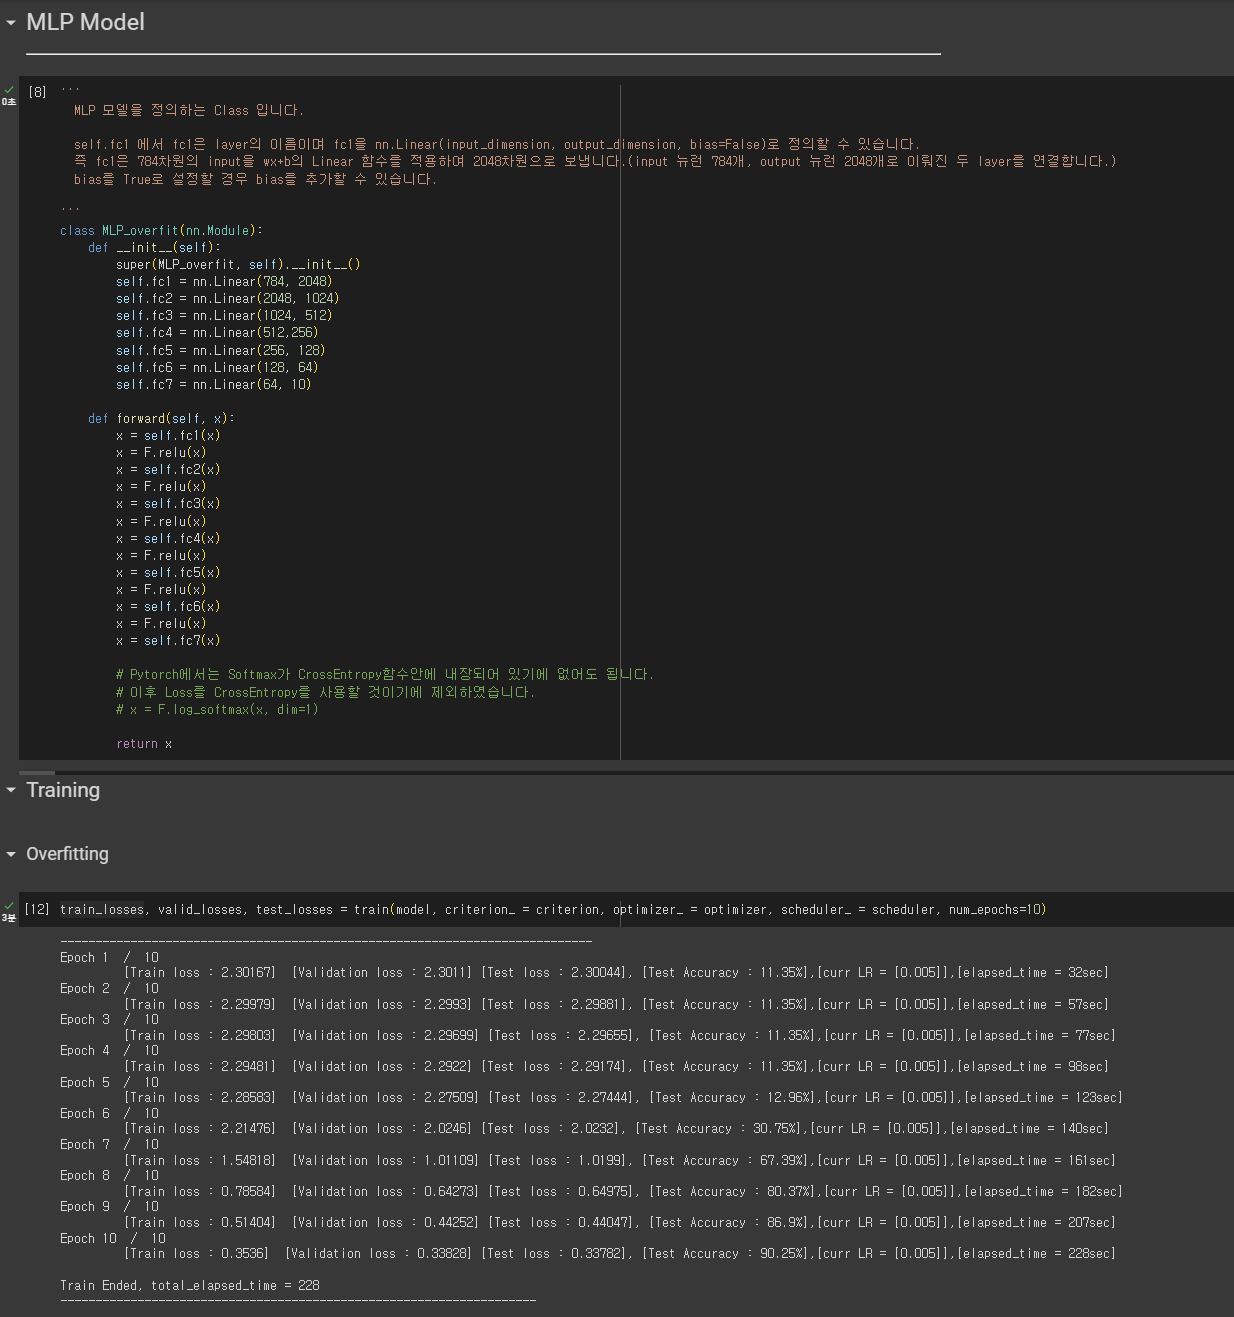 MLP Model
[8] '''
0초
MLP 모델을 정의하는 Class 입니다.
self.fc1 에서 fc1은 layer의 이름이며 fc1을 nn.Linear(input_dimension, output_dimension, bias=False)로 정의할 수 있습니다.
즉 fc1은 784차원의 input을 wx+b의 Linear 함수를 적용하며 2048차원으로 보냅니다.(input 뉴런 784개, output 뉴런 2048개로 이뤄진 두 layer를 연결합니다.)
bias를 True로 설정할 경우 bias를 추가할 수 있습니다.
'''
class MLP_overfit(nn.Module):
def __init__(self):
super(MLP_overfit, self).__init__()
self.fc1 = nn.Linear(784, 2048)
self.fc2 = nn.Linear(2048, 1024)
self.fc3 = nn.Linear(1024, 512)
self.fc4 = nn.Linear(512,256)
self.fc5 = nn.Linear(256, 128)
self.fc6 = nn.Linear(128, 64)
self.fc7 = nn.Linear(64, 10)
def forward(self, x):
x = self.fc1(x)
x = F.relu(x)
x = self.fc2(x)
x = F.relu(x)
x = self.fc3(x)
x = F.relu(x)
x = self.fc4(x)
x = F.relu(x)
x = self.fc5(x)
x = F.relu(x)
x = self.fc6(x)
x = F.relu(x)
x = self.fc7(x)
# Pytorch에서는 Softmax가 CrossEntropy함수안에 내장되어 있기에 없어도 됩니다.
# 이후 Loss를 CrossEntropy를 사용할 것이기에 제외하였습니다.
# x = F.log_softmax(x, dim=1)
return x
Training
Overfitting
[12] train_losses, valid_losses, test_losses = train(model, criterion_ = criterion, optimizer_ = optimizer, scheduler_ = scheduler, num_epochs=10)
3분
----------------------------------------------------------------------------
Epoch 1 / 10
[Train loss : 2.30167] [Validation loss : 2.3011] [Test loss : 2.30044], [Test Accuracy : 11.35%],[curr LR = [0.005]],[elapsed_time = 32sec]
Epoch 2 / 10
[Train loss : 2.29979] [Validation loss : 2.2993] [Test loss : 2.29881], [Test Accuracy : 11.35%],[curr LR = [0.005]],[elapsed_time = 57sec]
Epoch 3 / 10
[Train loss : 2.29803] [Validation loss : 2.29699] [Test loss : 2.29655], [Test Accuracy : 11.35%],[curr LR = [0.005]],[elapsed_time = 77sec]
Epoch 4 / 10
[Train loss : 2.29481] [Validation loss : 2.2922] [Test loss : 2.29174], [Test Accuracy : 11.35%],[curr LR = [0.005]],[elapsed_time = 98sec]
Epoch 5 / 10
[Train loss : 2.28583] [Validation loss : 2.27509] [Test loss : 2.27444], [Test Accuracy : 12.96%],[curr LR = [0.005]],[elapsed_time = 123sec]
Epoch 6 / 10
[Train loss : 2.21476] [Validation loss : 2.0246] [Test loss : 2.0232], [Test Accuracy : 30.75%],[curr LR = [0.005]],[elapsed_time = 140sec]
Epoch 7 / 10
[Train loss : 1.54818] [Validation loss : 1.01109] [Test loss : 1.0199], [Test Accuracy : 67.39%],[curr LR = [0.005]],[elapsed_time = 161sec]
Epoch 8 / 10
[Train loss : 0.78584] [Validation loss : 0.64273] [Test loss : 0.64975], [Test Accuracy : 80.37%],[curr LR = [0.005]],[elapsed_time = 182sec]
Epoch 9 / 10
[Train loss : 0.51404] [Validation loss : 0.44252] [Test loss : 0.44047], [Test Accuracy : 86.9%],[curr LR = [0.005]],[elapsed_time = 207sec]
Epoch 10 / 10
[Train loss : 0.3536] [Validation loss : 0.33828] [Test loss : 0.33782], [Test Accuracy : 90.25%],[curr LR = [0.005]],[elapsed_time = 228sec]
Train Ended, total_elapsed_time = 228
--------------------------------------------------------------------